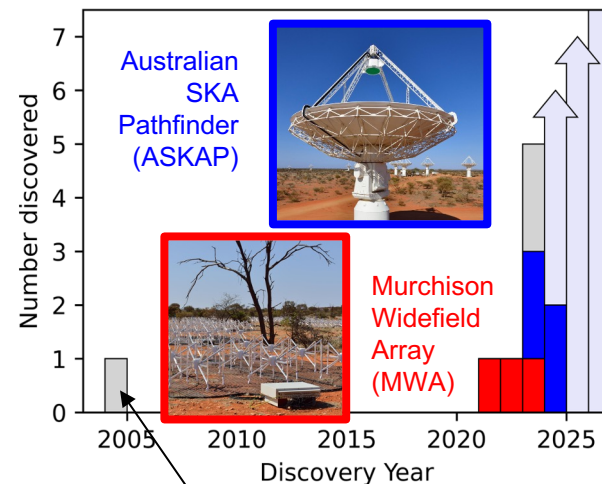 7
6
5
4
3
2
1
0
Number discovered
Australian
SKA
Pathfinder
(ASKAP)
Murchison
Widefield
Array
(MWA)
2005 2010 2015 2020 2025
Discovery Year